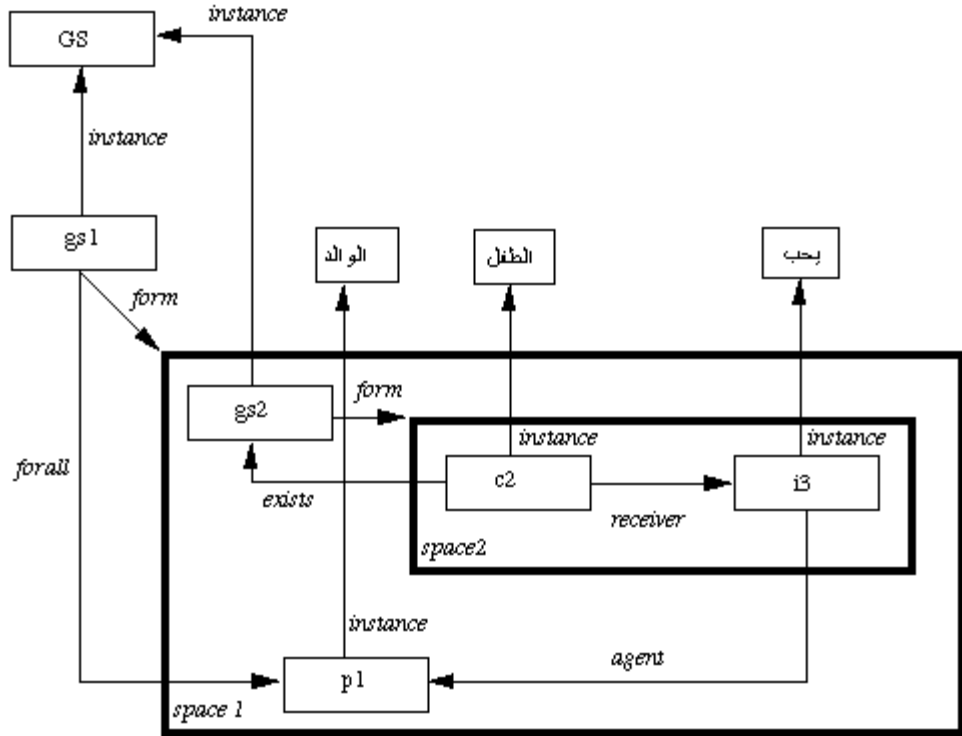 instance
GS
instance
gs1
الوالد
الطفل
يحب
form
gs2
form
forall
instance
instance
exists
c2
i3
receiver
space2
instance
agent
p1
space 1